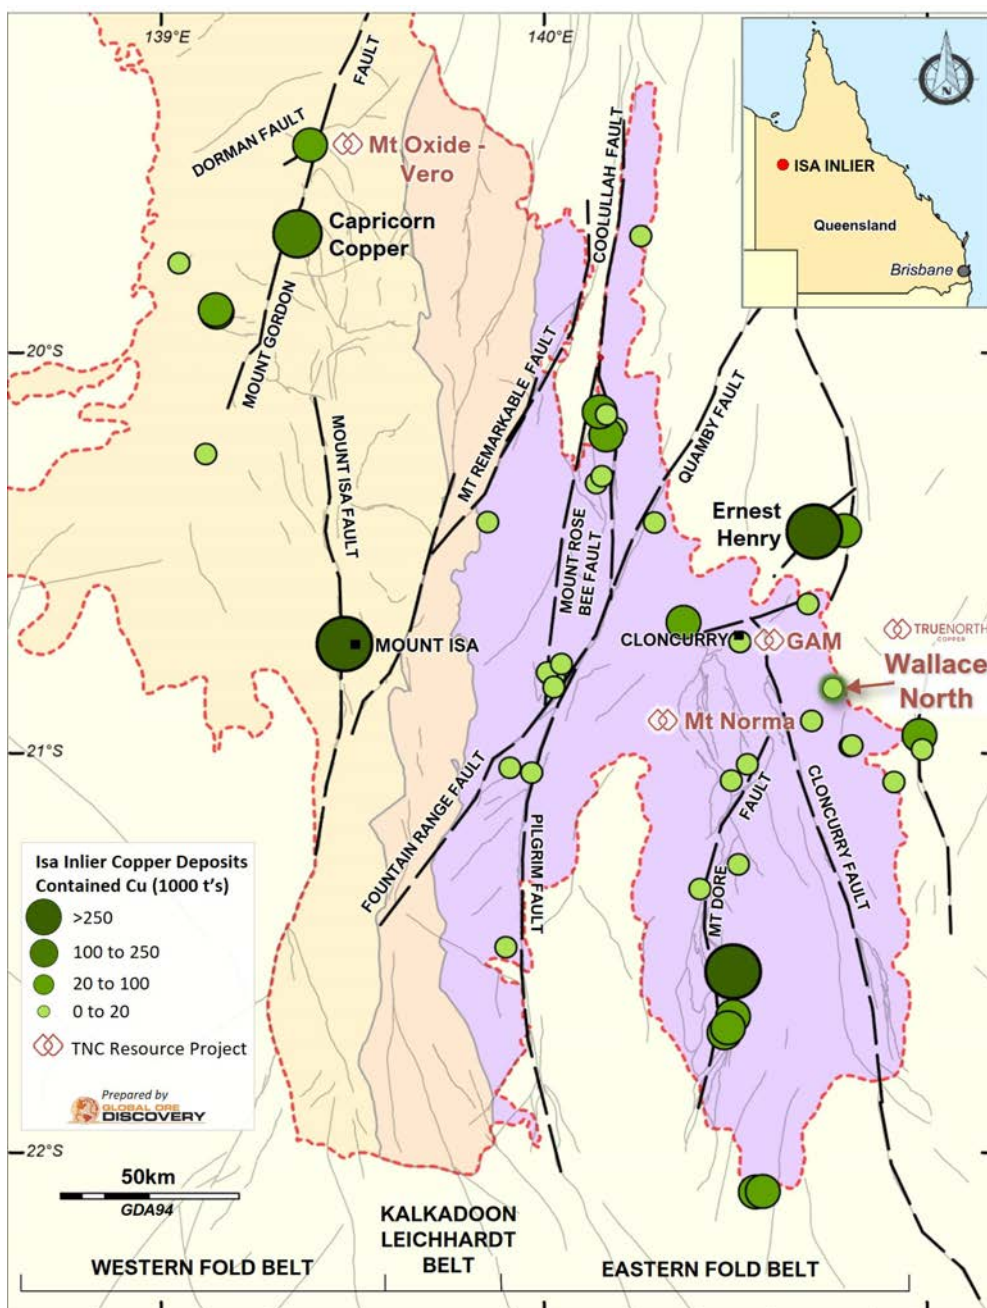 139°E
140°E
N
ISA INLIER
Queensland
Brisbane
DORMAN FAULT
FAULT
Mt Oxide -
Vero
COOLULLAH FAULT
Capricorn
Copper
MOUNT GORDON
20°S
MT REMARKABLE FAULT
QUAMBY FAULT
MOUNT ISA FAULT
Ernest
Henry
MOUNT ROSE
BEE FAULT
CLONCURRY
GAM
TRUENORTH
COPPER
MOUNT ISA
Wallace
North
Mt Norma
21°S
FOUNTAIN RANGE FAULT
PILGRIM FAULT
FAULT
MT DORE
CLONCURRY FAULT
Isa Inlier Copper Deposits
Contained Cu (1000 t's)
>250
100 to 250
20 to 100
0 to 20
TNC Resource Project
Prepared by
GLOBAL ORE
DISCOVERY
22°S
50km
GDA94
WESTERN FOLD BELT
KALKADOON
LEICHHARDT
BELT
EASTERN FOLD BELT